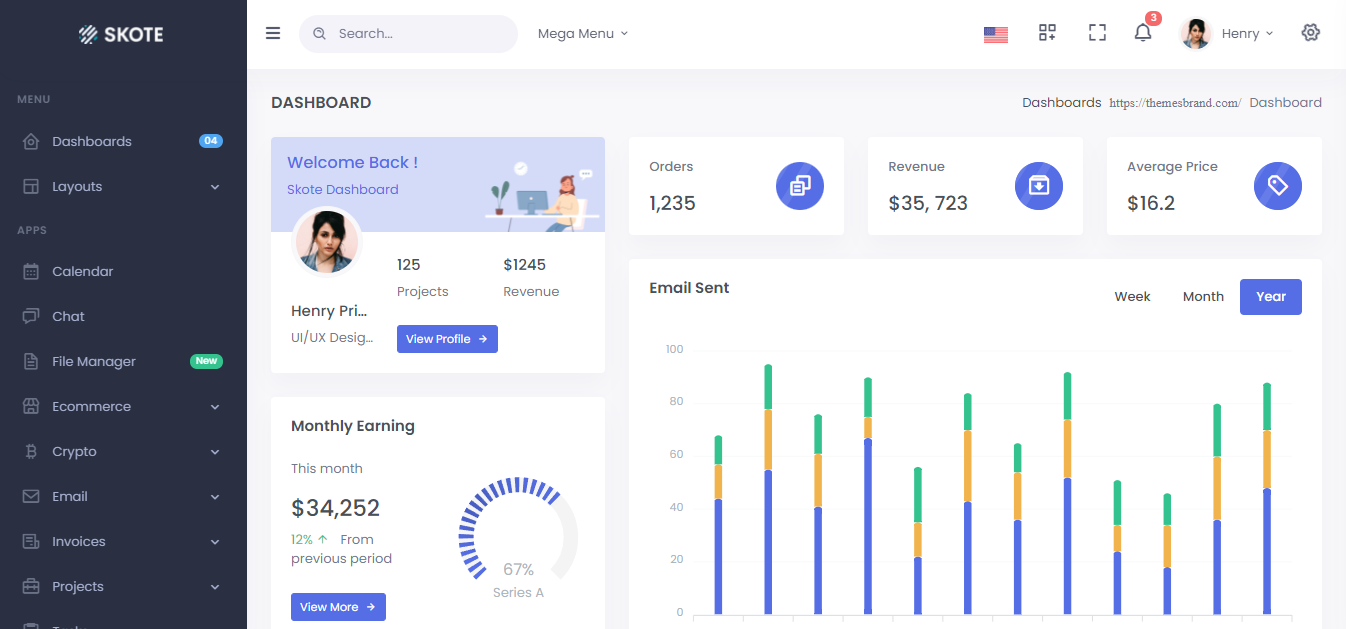 SKOTE
Search...
Mega Menu
3
Henry
MENU
Dashboards 04
Layouts
APPS
Calendar
Chat
File Manager New
Ecommerce
Crypto
Email
Invoices
Projects
DASHBOARD
Dashboards https://themesbrand.com/ Dashboard
Welcome Back !
Skote Dashboard
125
Projects
$1245
Revenue
Henry Pri...
UI/UX Desig...
View Profile
Orders
1,235
Revenue
$35, 723
Average Price
$16.2
Monthly Earning
This month
$34,252
12% From
previous period
View More
67%
Series A
Email Sent
Week Month Year
100
80
60
40
20
0